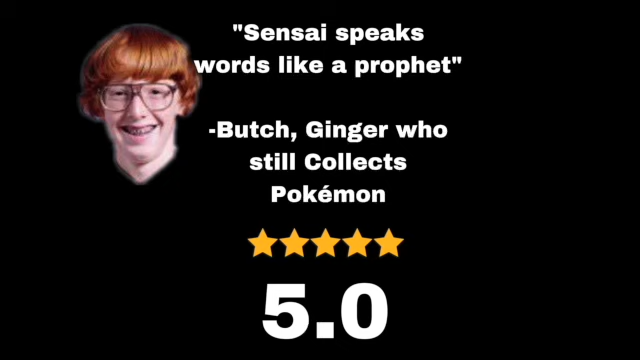 "Sensai speaks
words like a prophet"
-Butch, Ginger who
still Collects
Pokémon
5.0